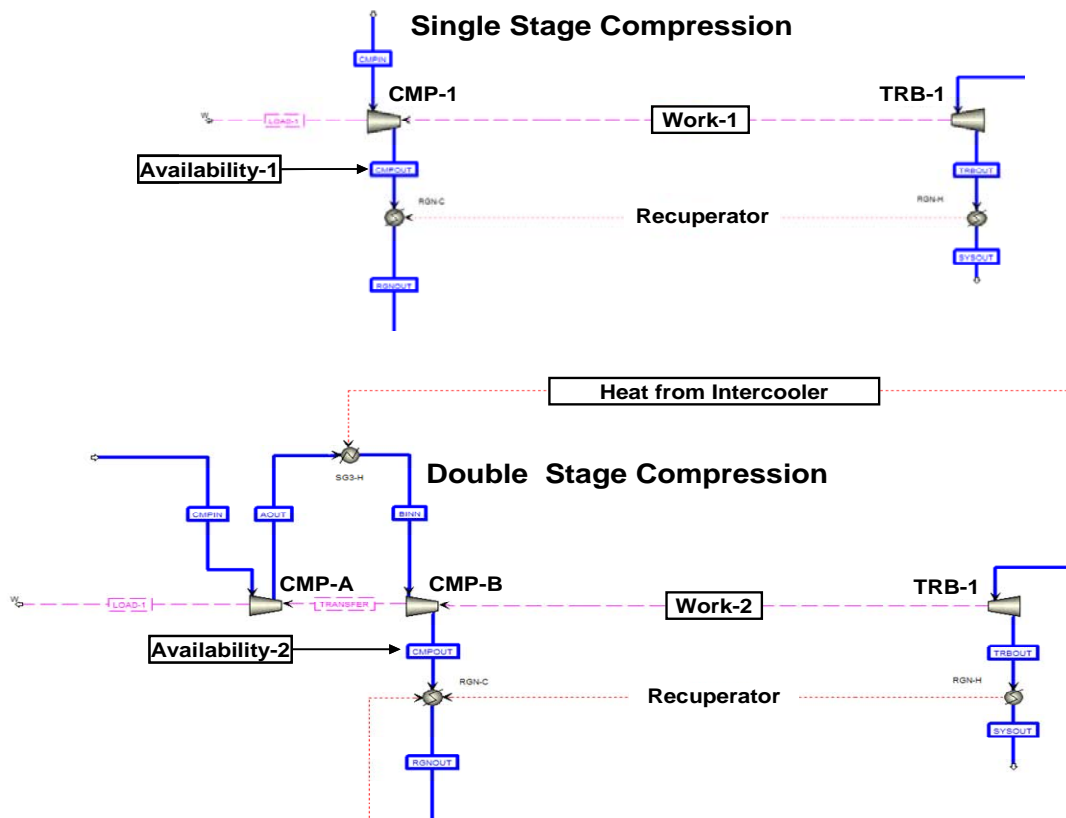 Single Stage Compression
CMPIN
CMP-1
TRB-1
W
LOAD-1
Work-1
Availability-1
CMPOUT
TRBOUT
RGN-C
Recuperator
RGN-H
RGNOUT
SYSOUT
Heat from Intercooler
SG3-H
Double Stage Compression
CMPIN
AOUT
BINN
CMP-A
CMP-B
TRB-1
W
LOAD-1
TRANSFER
Work-2
Availability-2
CMPOUT
TRBOUT
RGN-C
Recuperator
RGN-H
RGNOUT
SYSOUT